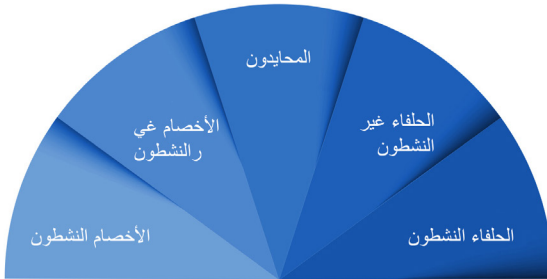 المحايدون
الحلفاء غير
النشطون
الأخصام غي
رالنشطون
الحلفاء النشطون
الأخصام النشطون